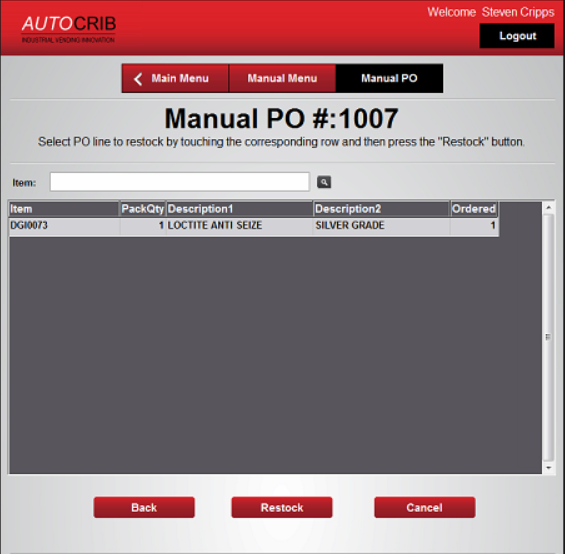 Welcome Steven Cripps
AUTOCRIB
INDUSTRIAL VENDING INNOVATION
Logout
Main Menu
Manual Menu
Manual PO
Manual PO #:1007
Select PO line to restock by touching the corresponding row and then press the "Restock" button.
Item:
Item PackQty Description1 Description2 Ordered
DGI0073 1 LOCTITE ANTI SEIZE SILVER GRADE 1
Back Restock Cancel